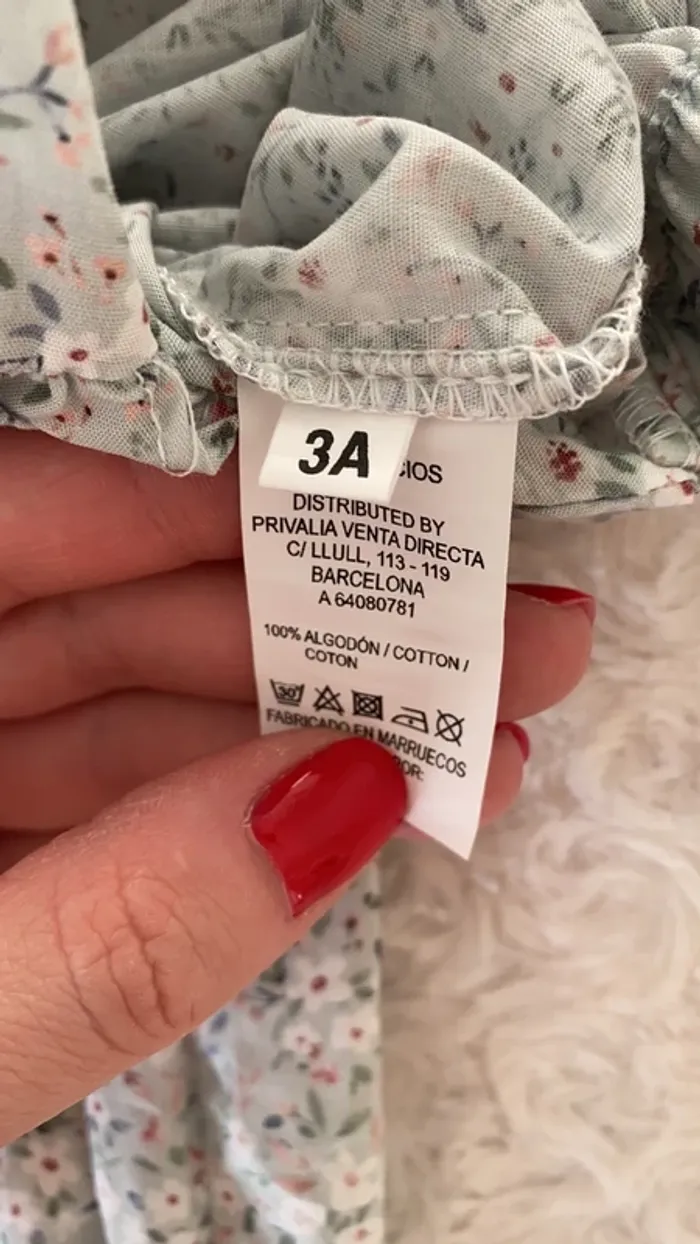 3A
CIOS
DISTRIBUTED BY
PRIVALIA VENTA DIRECTA
C/ LLULL, 113 - 119
BARCELONA
A 64080781
100% ALGODÓN / COTTON /
COTON
30°
FABRICADO EN MARRUECOS
POR: